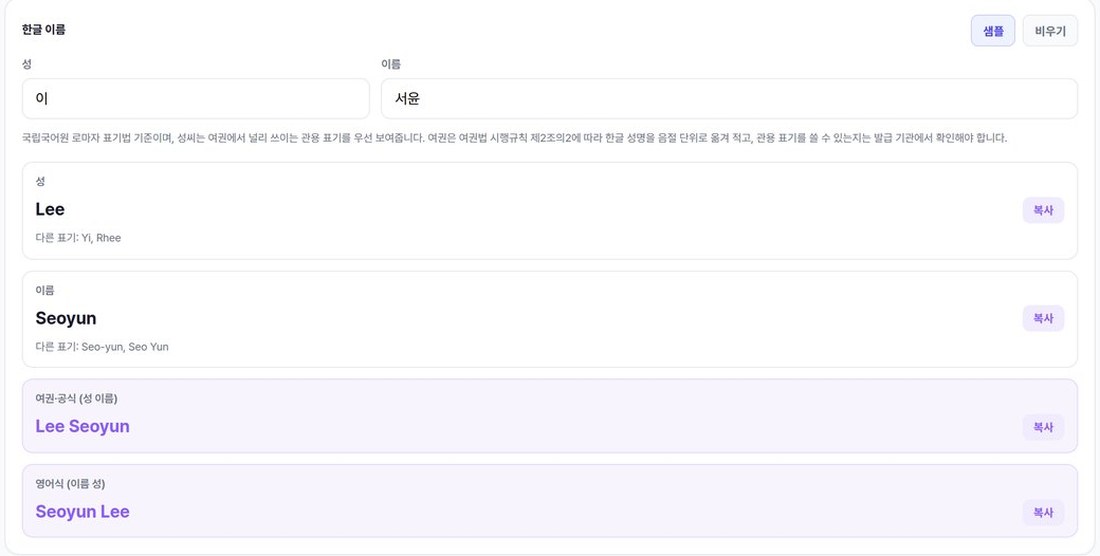 한글 이름
샘플
비우기
성
이름
이
서윤
국립국어원 로마자 표기법 기준이며, 성씨는 여권에서 널리 쓰이는 관용 표기를 우선 보여줍니다. 여권은 여권법 시행규칙 제2조의2에 따라 한글 성명을 음절 단위로 옮겨 적고, 관용 표기를 쓸 수 있는지는 발급 기관에서 확인해야 합니다.
성
Lee
복사
다른 표기: Yi, Rhee
이름
Seoyun
복사
다른 표기: Seo-yun, Seo Yun
여권·공식 (성 이름)
Lee Seoyun
복사
영어식 (이름 성)
Seoyun Lee
복사